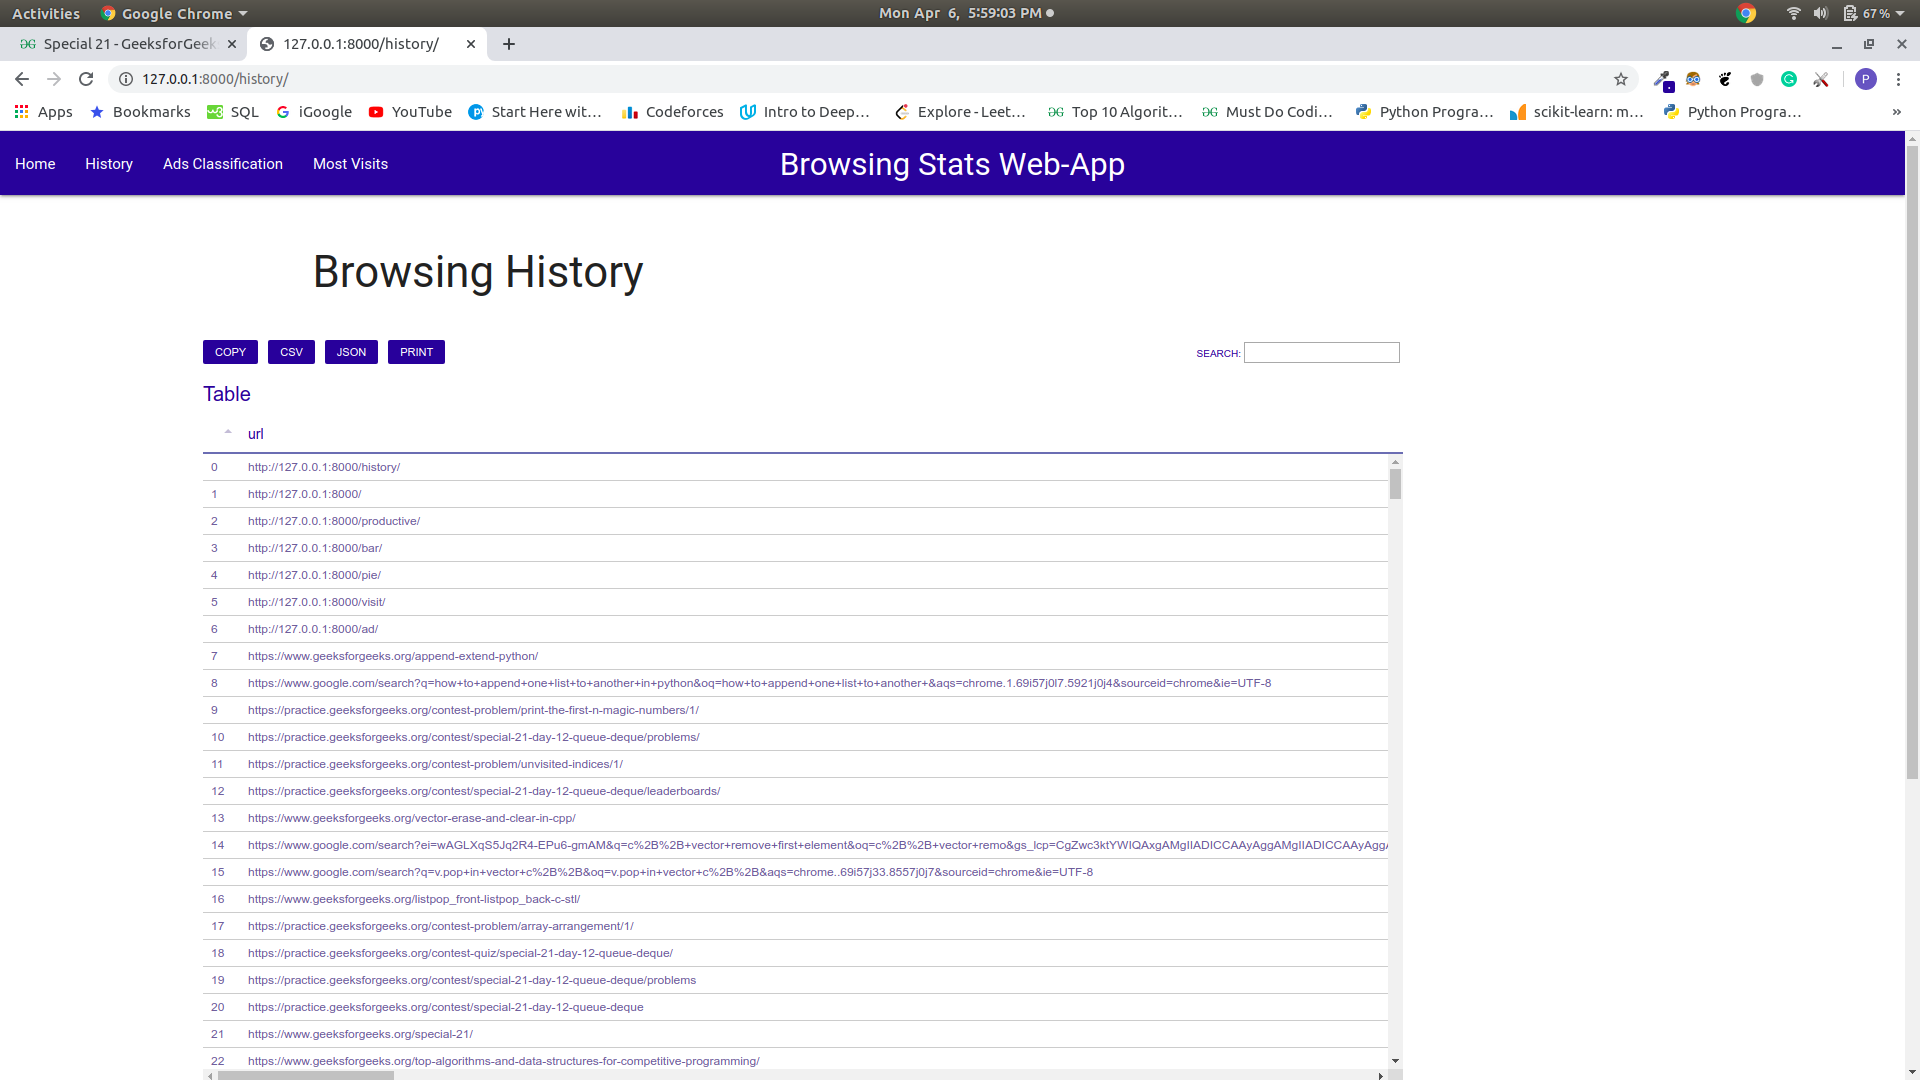 Activities Google Chrome Mon Apr 6, 5:59:03 PM 67 %
Special 21 - GeeksforGeek 127.0.0.1:8000/history/
127.0.0.1:8000/history/ P
Apps Bookmarks SQL iGoogle YouTube Start Here wit... Codeforces Intro to Deep... Explore - Leet... Top 10 Algorit... Must Do Codi... Python Progra... scikit-learn: m... Python Progra... »
Home History Ads Classification Most Visits Browsing Stats Web-App
Browsing History
COPY CSV JSON PRINT SEARCH:
Table
url
0 http://127.0.0.1:8000/history/
1 http://127.0.0.1:8000/
2 http://127.0.0.1:8000/productive/
3 http://127.0.0.1:8000/bar/
4 http://127.0.0.1:8000/pie/
5 http://127.0.0.1:8000/visit/
6 http://127.0.0.1:8000/ad/
7 https://www.geeksforgeeks.org/append-extend-python/
8 https://www.google.com/search?q=how+to+append+one+list+to+another+in+python&oq=how+to+append+one+list+to+another+&aqs=chrome.1.69i57j0l7.5921j0j4&sourceid=chrome&ie=UTF-8
9 https://practice.geeksforgeeks.org/contest-problem/print-the-first-n-magic-numbers/1/
10 https://practice.geeksforgeeks.org/contest/special-21-day-12-queue-deque/problems/
11 https://practice.geeksforgeeks.org/contest-problem/unvisited-indices/1/
12 https://practice.geeksforgeeks.org/contest/special-21-day-12-queue-deque/leaderboards/
13 https://www.geeksforgeeks.org/vector-erase-and-clear-in-cpp/
14 https://www.google.com/search?ei=wAGLXqS5Jq2R4-EPu6-gmAM&q=c%2B%2B+vector+remove+first+element&oq=c%2B%2B+vector+remo&gs_lcp=CgZwc3ktYWIQAxgAMgIIADICCAAyAggAMgIIADICCAAyAgg
15 https://www.google.com/search?q=v.pop+in+vector+c%2B%2B&oq=v.pop+in+vector+c%2B%2B&aqs=chrome..69i57j33.8557j0j7&sourceid=chrome&ie=UTF-8
16 https://www.geeksforgeeks.org/listpop_front-listpop_back-c-stl/
17 https://practice.geeksforgeeks.org/contest-problem/array-arrangement/1/
18 https://practice.geeksforgeeks.org/contest-quiz/special-21-day-12-queue-deque/
19 https://practice.geeksforgeeks.org/contest/special-21-day-12-queue-deque/problems
20 https://practice.geeksforgeeks.org/contest/special-21-day-12-queue-deque
21 https://www.geeksforgeeks.org/special-21/
22 https://www.geeksforgeeks.org/top-algorithms-and-data-structures-for-competitive-programming/